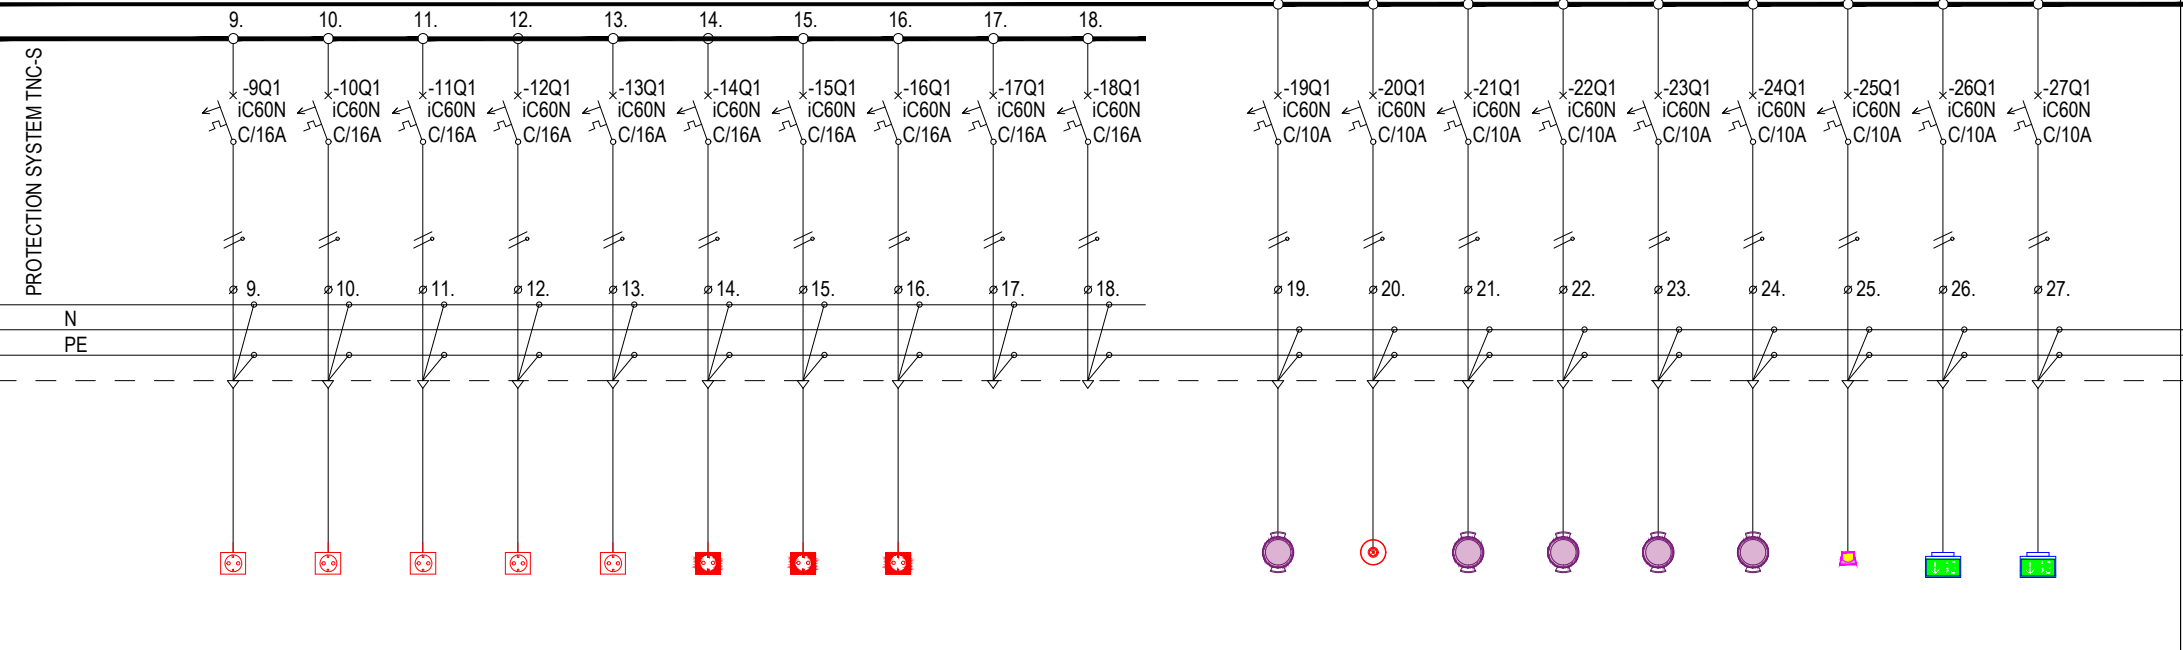 9. 10. 11. 12. 13. 14. 15. 16. 17. 18.
PROTECTION SYSTEM TNC-S
-9Q1 -10Q1 -11Q1 -12Q1 -13Q1 -14Q1 -15Q1 -16Q1 -17Q1 -18Q1 -19Q1 -20Q1 -21Q1 -22Q1 -23Q1 -24Q1 -25Q1 -26Q1 -27Q1
iC60N iC60N iC60N iC60N iC60N iC60N iC60N iC60N iC60N iC60N iC60N iC60N iC60N iC60N iC60N iC60N iC60N iC60N iC60N
C/16A C/16A C/16A C/16A C/16A C/16A C/16A C/16A C/16A C/16A C/10A C/10A C/10A C/10A C/10A C/10A C/10A C/10A C/10A
9. 10. 11. 12. 13. 14. 15. 16. 17. 18. 19. 20. 21. 22. 23. 24. 25. 26. 27.
N
PE